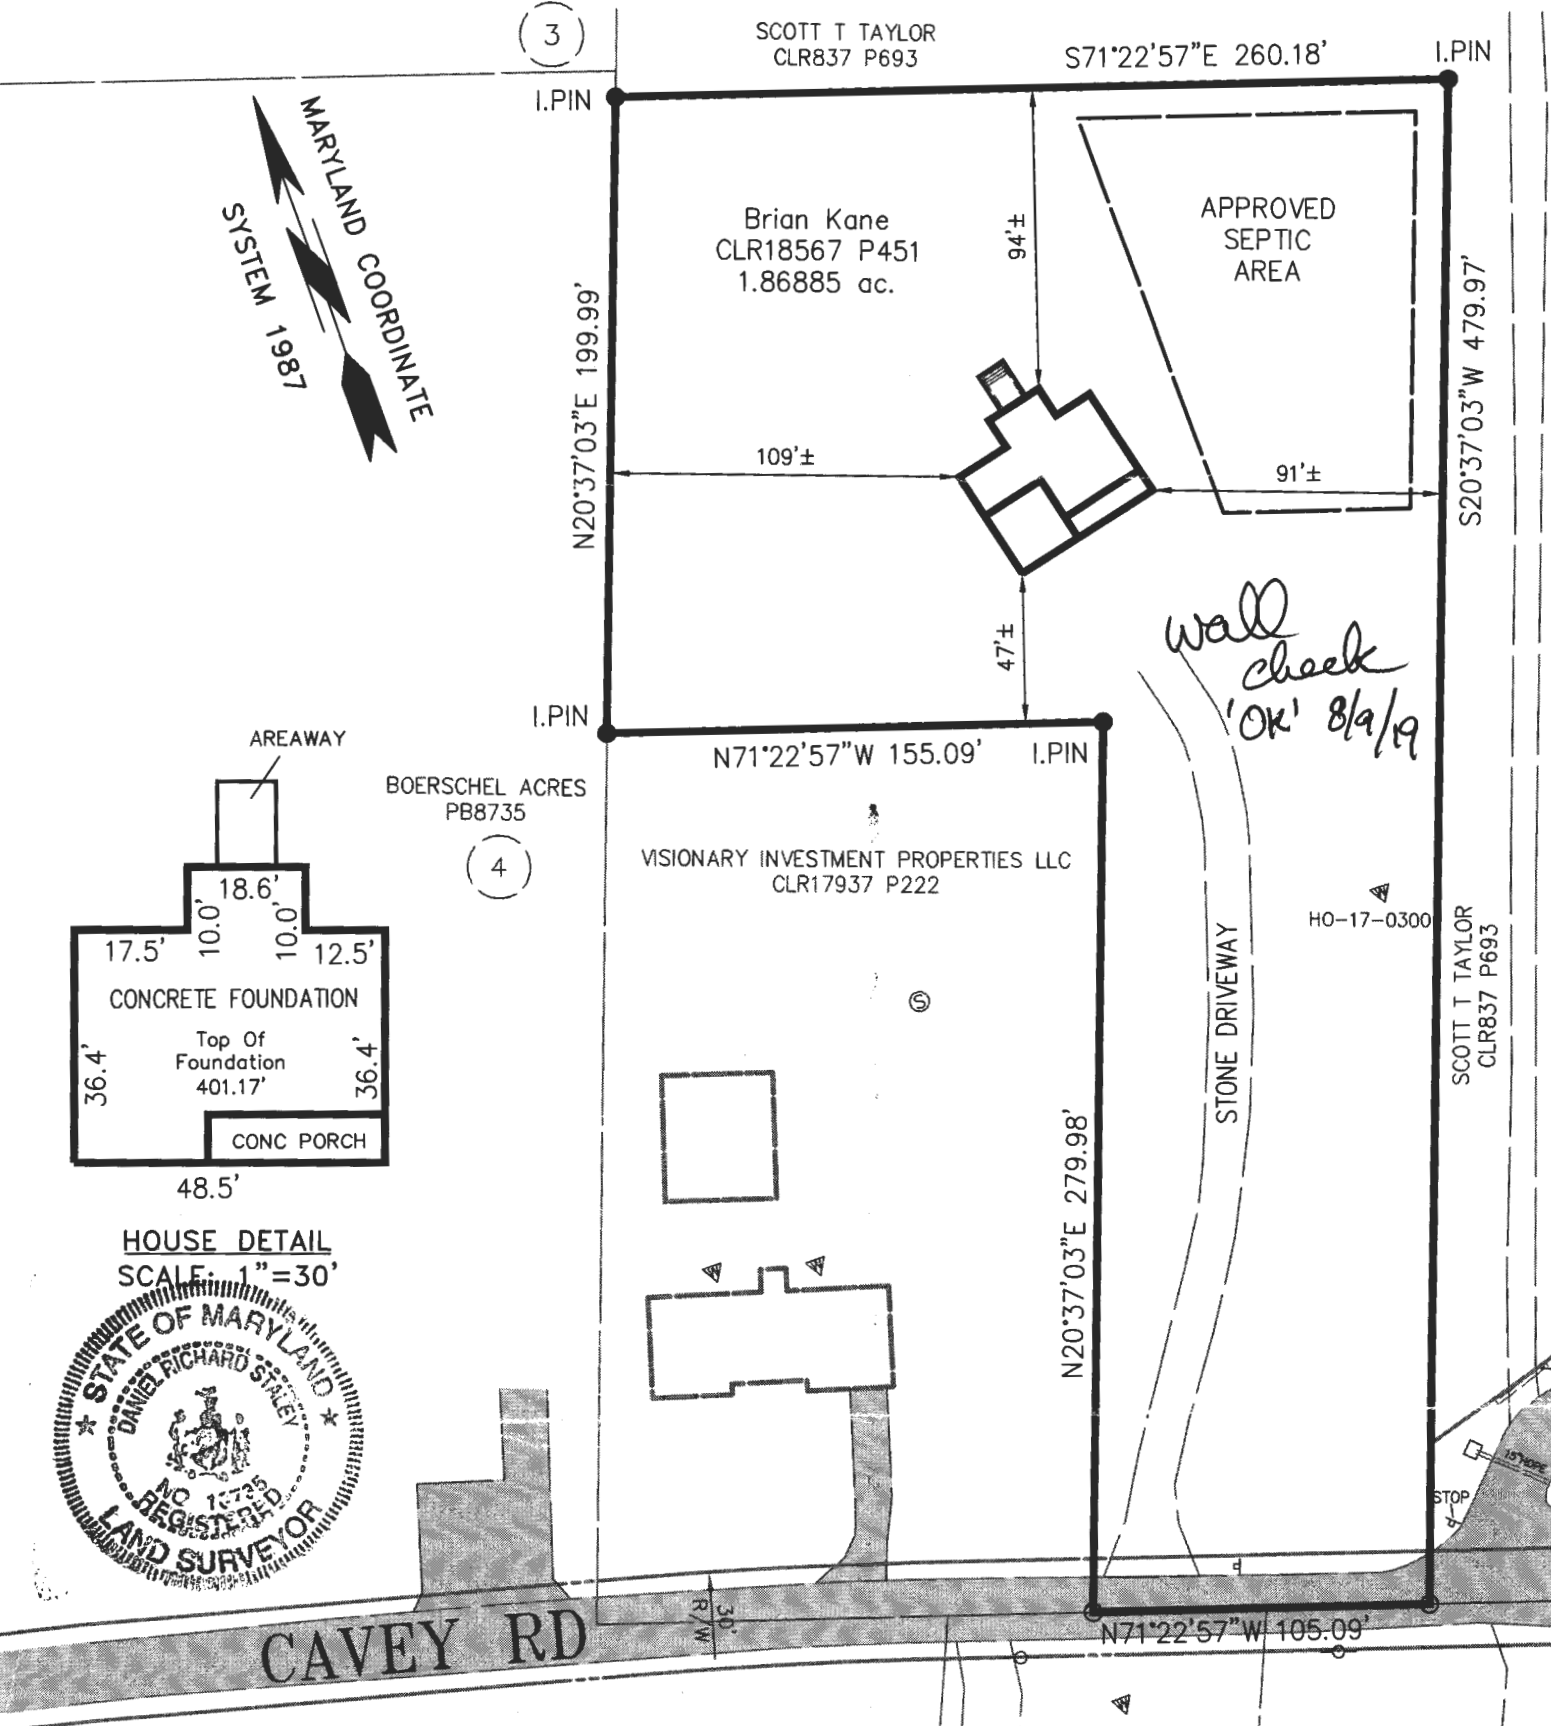 3
SCOTT T TAYLOR
CLR837 P693
S71°22'57"E 260.18'
I.PIN
I.PIN
MARYLAND COORDINATE
SYSTEM 1987
Brian Kane
CLR18567 P451
1.86885 ac.
94'±
APPROVED
SEPTIC
AREA
N20°37'03"E 199.99'
S20°37'03"W 479.97'
109'±
91'±
47'±
wall
check
'OK' 8/9/19
I.PIN
N71°22'57"W 155.09'
I.PIN
AREAWAY
BOERSCHEL ACRES
PB8735
4
VISIONARY INVESTMENT PROPERTIES LLC
CLR17937 P222
18.6'
10.0'
10.0'
17.5'
12.5'
CONCRETE FOUNDATION
Top Of
Foundation
401.17'
36.4'
36.4'
CONC PORCH
48.5'
HOUSE DETAIL
SCALE: 1"=30'
HO-17-0300
SCOTT T TAYLOR
CLR837 P693
S
STONE DRIVEWAY
N20°37'03"E 279.98'
STATE OF MARYLAND
DANIEL RICHARD STALEY
NO
REGISTERED
LAND SURVEYOR
15"HDPE
STOP
30'
R/W
CAVEY RD
N71°22'57"W 105.09'